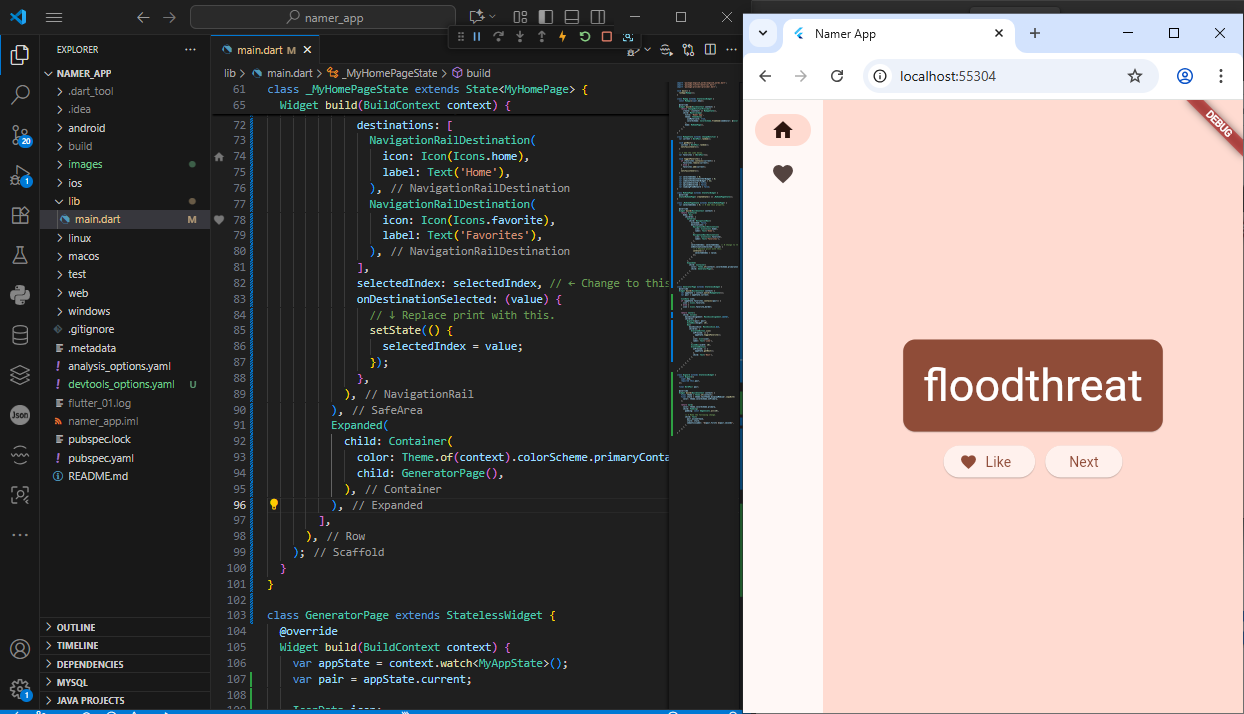 namer_app
EXPLORER
NAMER_APP
.dart_tool
.idea
android
build
images
ios
lib
main.dart M
linux
macos
test
web
windows
.gitignore
.metadata
analysis_options.yaml
devtools_options.yaml U
flutter_01.log
namer_app.iml
pubspec.lock
pubspec.yaml
README.md
OUTLINE
TIMELINE
DEPENDENCIES
MYSQL
JAVA PROJECTS
20
1
Json
1
main.dart M
lib > main.dart > _MyHomePageState > build
61 class _MyHomePageState extends State<MyHomePage> {
65 Widget build(BuildContext context) {
72 destinations: [
73 NavigationRailDestination(
74 icon: Icon(Icons.home),
75 label: Text('Home'),
76 ), // NavigationRailDestination
77 NavigationRailDestination(
78 icon: Icon(Icons.favorite),
79 label: Text('Favorites'),
80 ), // NavigationRailDestination
81 ],
82 selectedIndex: selectedIndex, // ← Change to this
83 onDestinationSelected: (value) {
84 // ↓ Replace print with this.
85 setState(() {
86 selectedIndex = value;
87 });
88 },
89 ), // NavigationRail
90 ), // SafeArea
91 Expanded(
92 child: Container(
93 color: Theme.of(context).colorScheme.primaryConta
94 child: GeneratorPage(),
95 ), // Container
96 ), // Expanded
97 ],
98 ), // Row
99 ); // Scaffold
100 }
101 }
102
103 class GeneratorPage extends StatelessWidget {
104 @override
105 Widget build(BuildContext context) {
106 var appState = context.watch<MyAppState>();
107 var pair = appState.current;
108
Namer App
localhost:55304
DEBUG
floodthreat
Like
Next